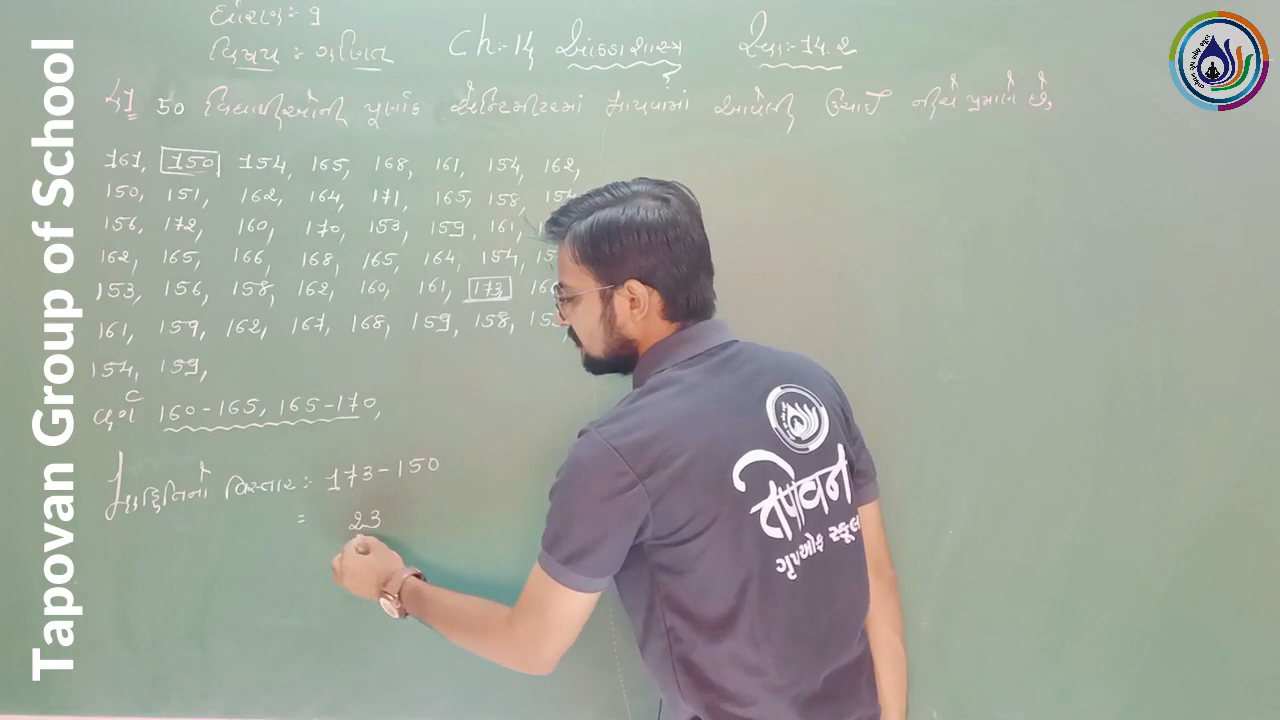 Tapovan Group of School
ધોરણ :- 9
વિષય : ગણિત Ch:-14 આંકડાશાસ્ત્ર સ્વા:-14.2
50 વિદ્યાર્થીઓની પૂર્ણાંક સેન્ટિમીટરમાં માપવામાં આવેલી ઉંચાઈ નીચે પ્રમાણે છે,
161, 150, 154, 165, 168, 161, 154, 162,
150, 151, 162, 164, 171, 165, 158, 154
156, 172, 160, 170, 153, 159, 161,
162, 165, 166, 168, 165, 164, 154,
153, 156, 158, 162, 160, 161, 173,
161, 159, 162, 167, 168, 159, 158,
154, 159,
વર્ગ 160-165, 165-170,
માહિતીનો વિસ્તાર :- 173-150
= 23
તપોવન
ગૃપ ઓફ સ્કૂલ